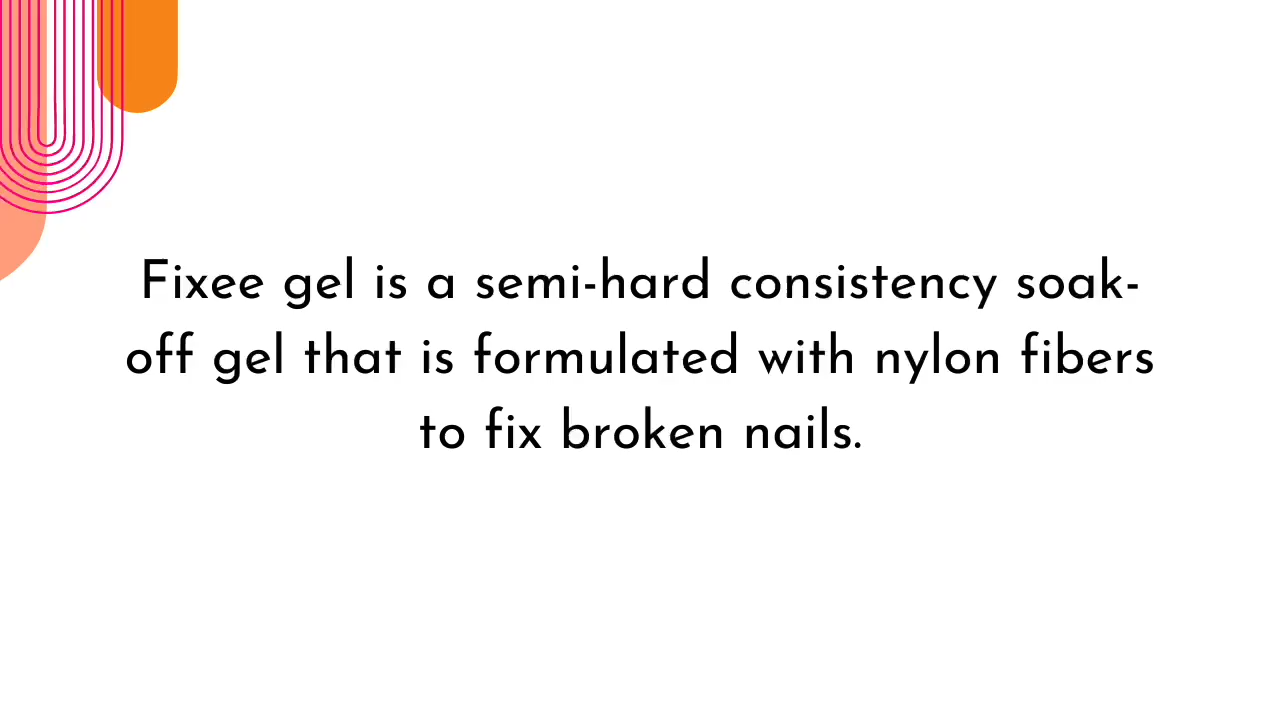 Fixee gel is a semi-hard consistency soak-
off gel that is formulated with nylon fibers
to fix broken nails.